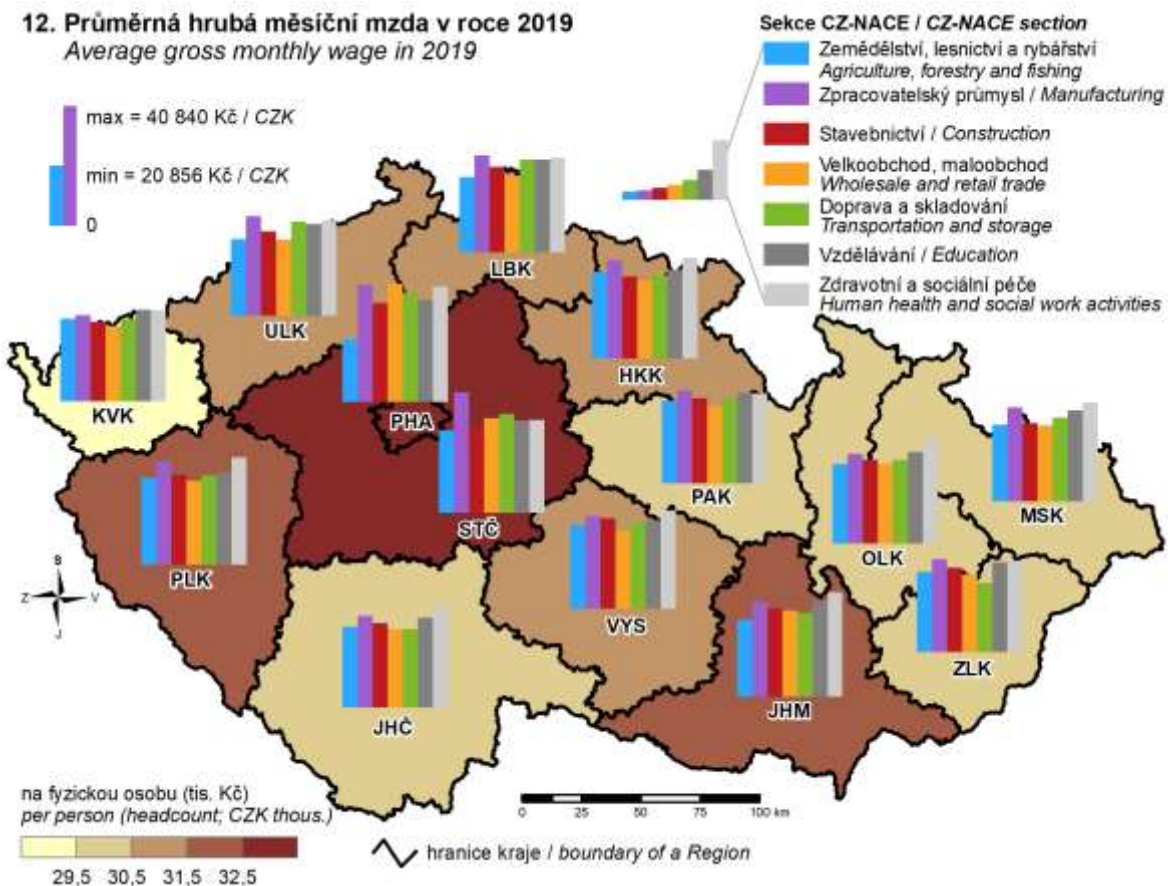 12. Průměrná hrubá měsíční mzda v roce 2019
Average gross monthly wage in 2019
max = 40 840 Kč / CZK
min = 20 856 Kč / CZK
0
Sekce CZ-NACE / CZ-NACE section
Zemědělství, lesnictví a rybářství
Agriculture, forestry and fishing
Zpracovatelský průmysl / Manufacturing
Stavebnictví / Construction
Velkoobchod, maloobchod
Wholesale and retail trade
Doprava a skladování
Transportation and storage
Vzdělávání / Education
Zdravotní a sociální péče
Human health and social work activities
LBK
ULK
HKK
KVK
PHA
PAK
MSK
STČ
OLK
PLK
VYS
ZLK
JHČ
JHM
S
Z V
J
na fyzickou osobu (tis. Kč)
per person (headcount; CZK thous.)
29,5 30,5 31,5 32,5
0 25 50 75 100 km
hranice kraje / boundary of a Region